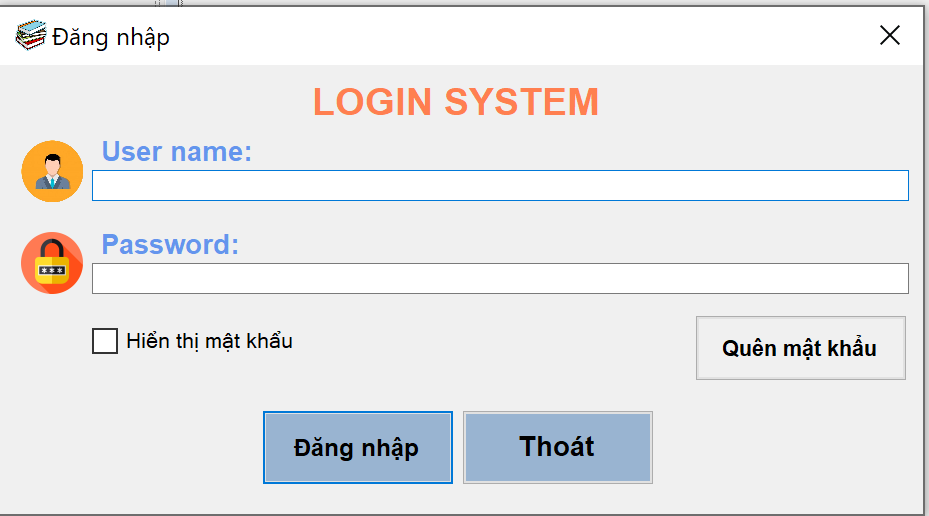 Đăng nhập
LOGIN SYSTEM
User name:
***
Password:
Hiển thị mật khẩu
Quên mật khẩu
Đăng nhập
Thoát